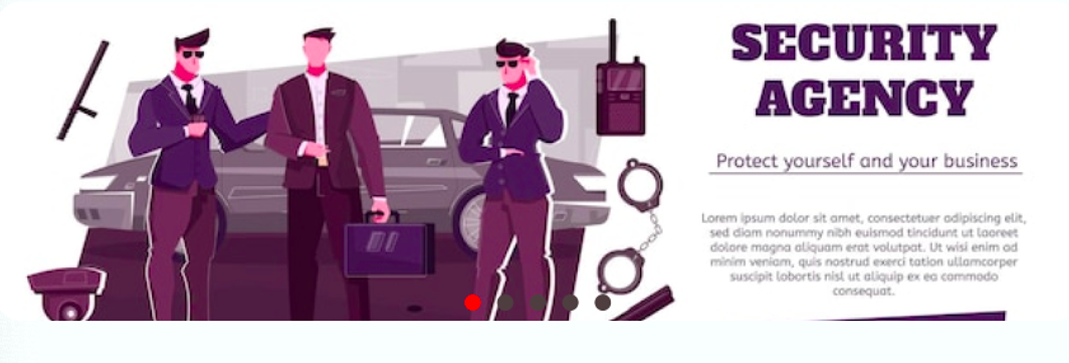 SECURITY
AGENCY
Protect yourself and your business
Lorem ipsum dolor sit amet, consectetuer adipiscing elit,
sed diam nonummy nibh euismod tincidunt ut laoreet
dolore magna aliquam erat volutpat. Ut wisi enim ad
minim veniam, quis nostrud exerci tation ullamcorper
suscipit lobortis nisl ut aliquip ex ea commodo
consequat.